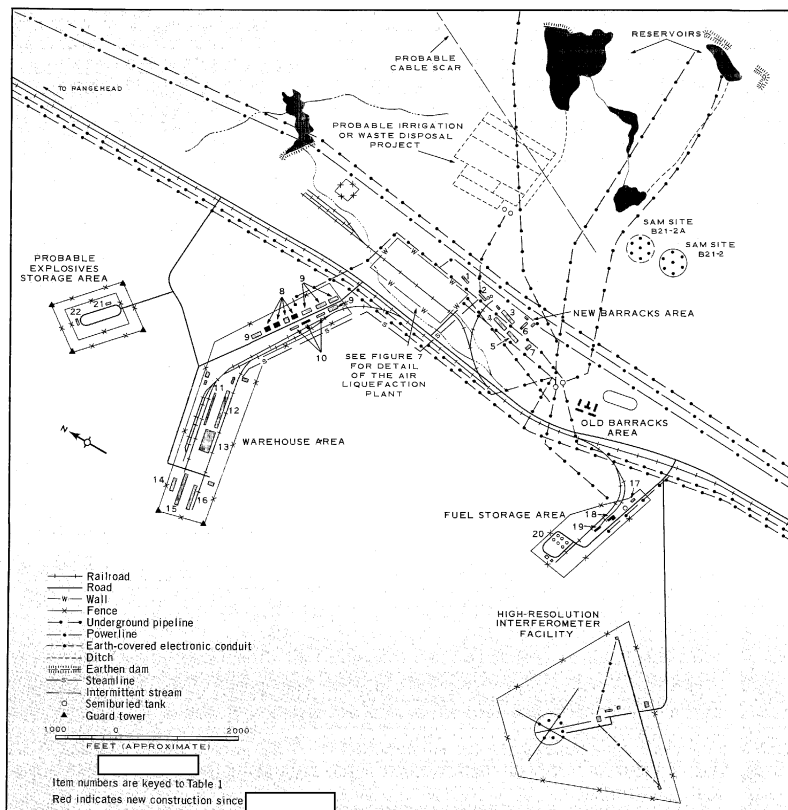 RESERVOIRS
PROBABLE
CABLE SCAR
TO RANGEHEAD
PROBABLE IRRIGATION
OR WASTE DISPOSAL
PROJECT
SAM SITE
B21-2A
SAM SITE
B21-2
PROBABLE
EXPLOSIVES
STORAGE AREA
21
22
8
9
9
9
10
1
2
3
4
5
6
7
NEW BARRACKS AREA
SEE FIGURE 7
FOR DETAIL
OF THE AIR
LIQUEFACTION
PLANT
OLD BARRACKS
AREA
N
11
12
13
WAREHOUSE AREA
14
15
16
FUEL STORAGE AREA
17
18
19
20
HIGH-RESOLUTION
INTERFEROMETER
FACILITY
Railroad
Road
W Wall
Fence
Underground pipeline
Powerline
Earth-covered electronic conduit
Ditch
Earthen dam
S Steamline
Intermittent stream
Semiburied tank
Guard tower
1000 0 2000
FEET (APPROXIMATE)
Item numbers are keyed to Table 1
Red indicates new construction since